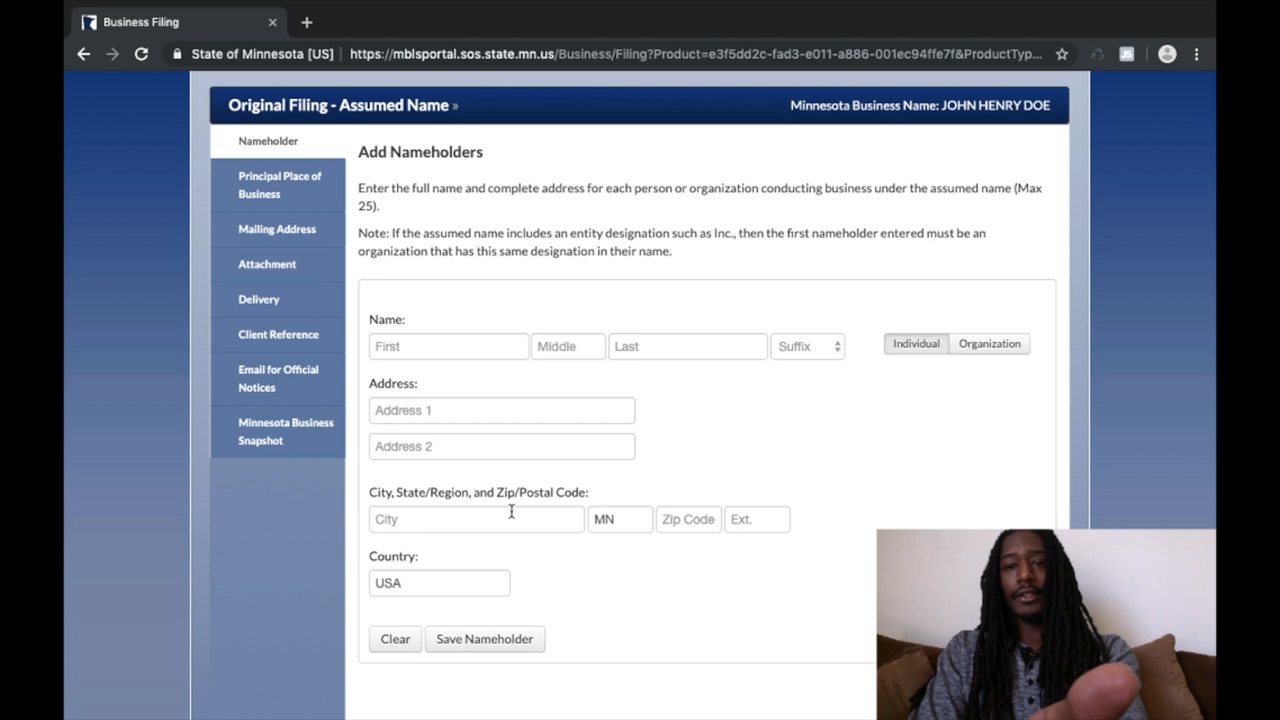 Business Filing
State of Minnesota [US]
https://mblsportal.sos.state.mn.us/Business/Filing?Product=e3f5dd2c-fad3-e011-a886-001ec94ffe7f&ProductTyp...
JS
Original Filing - Assumed Name »
Minnesota Business Name: JOHN HENRY DOE
Nameholder
Principal Place of
Business
Mailing Address
Attachment
Delivery
Client Reference
Email for Official
Notices
Minnesota Business
Snapshot
Add Nameholders
Enter the full name and complete address for each person or organization conducting business under the assumed name (Max
25).
Note: If the assumed name includes an entity designation such as Inc., then the first nameholder entered must be an
organization that has this same designation in their name.
Name:
First Middle Last Suffix
Individual Organization
Address:
Address 1
Address 2
City, State/Region, and Zip/Postal Code:
City MN Zip Code Ext.
Country:
USA
Clear Save Nameholder